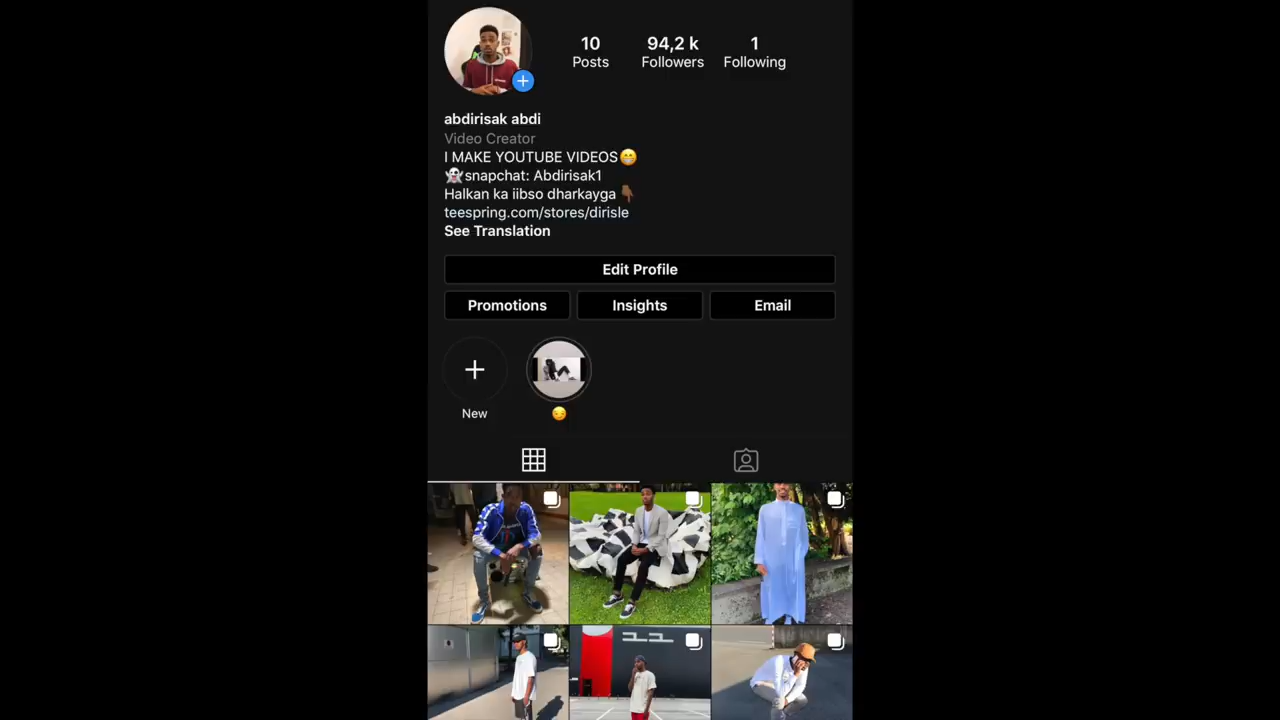 10 94,2 k 1
Posts Followers Following
abdirisak abdi
Video Creator
I MAKE YOUTUBE VIDEOS😁
👻snapchat: Abdirisak1
Halkan ka iibso dharkayga 👇🏾
teespring.com/stores/dirisle
See Translation
Edit Profile
Promotions Insights Email
New 😏